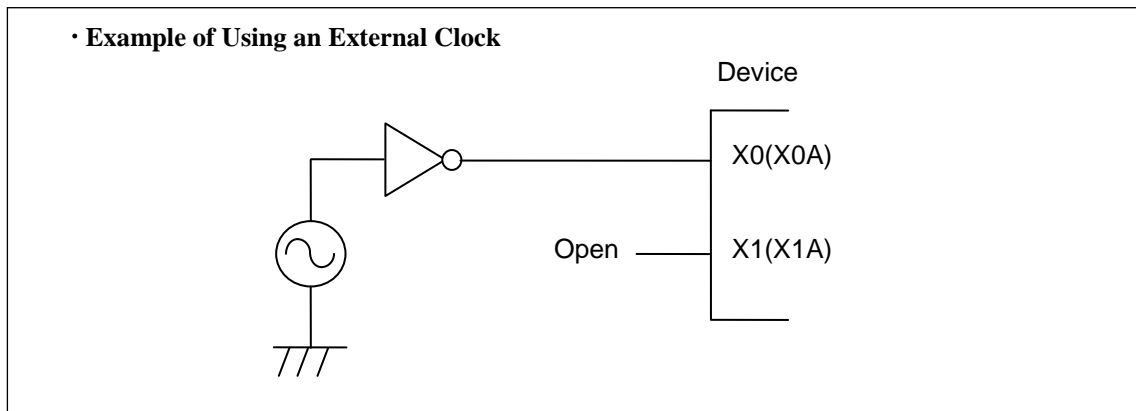 · Example of Using an External Clock
Device
X0(X0A)
Open
X1(X1A)